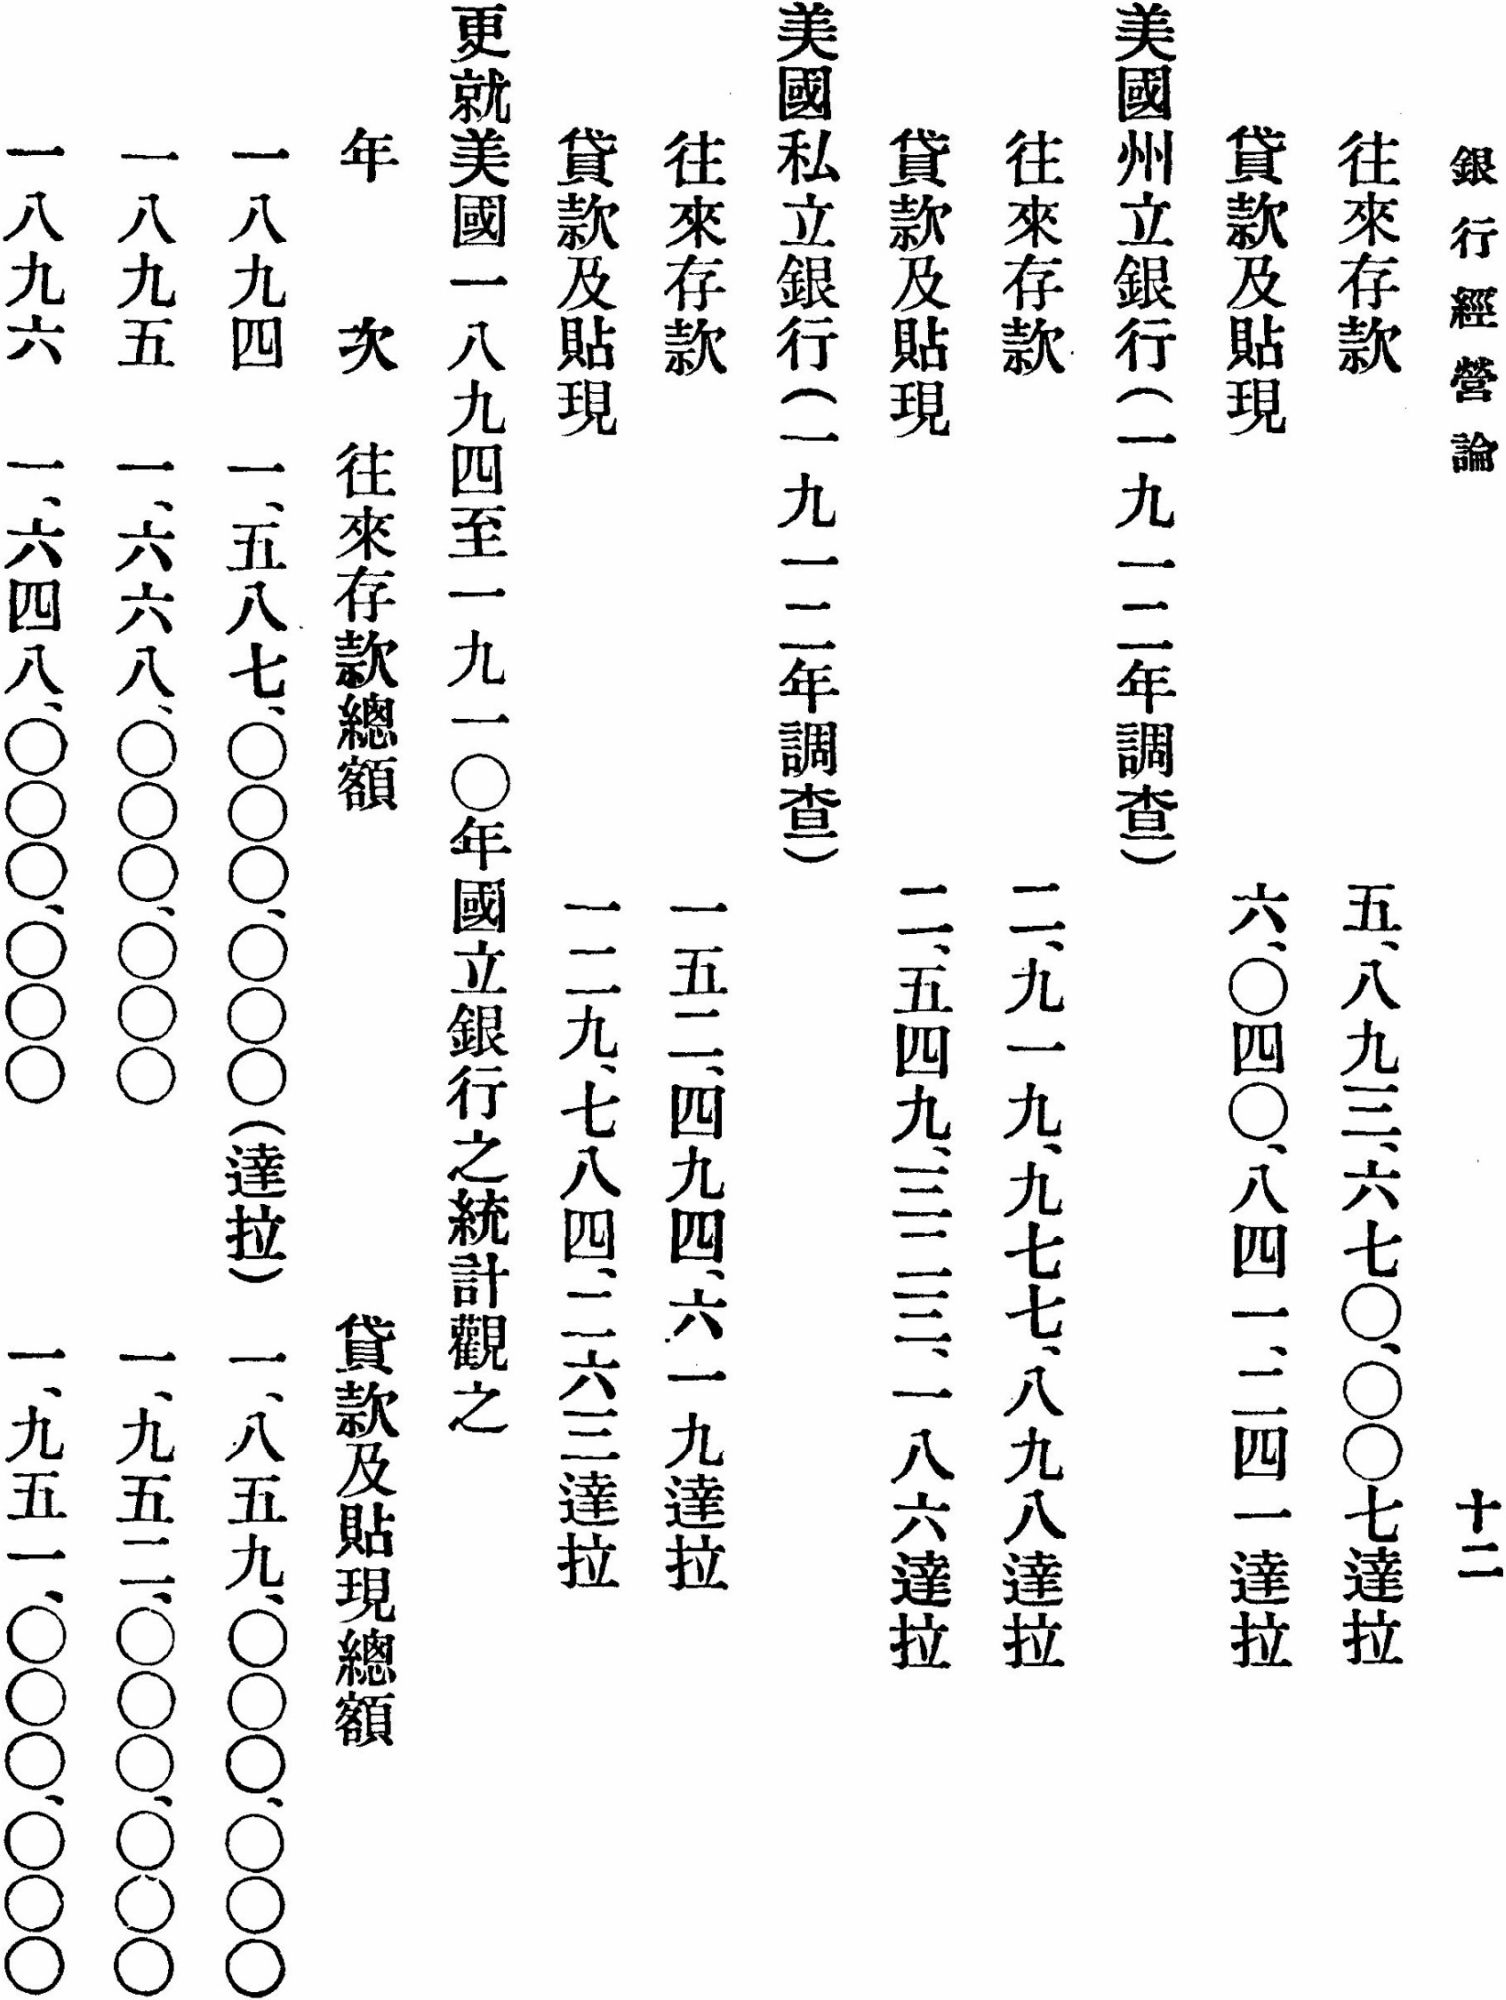 銀行經營論 十二
往來存款 五、八九三、六七〇、〇〇七達拉
貸款及貼現 六、〇四〇、八四一、二四一達拉
美國州立銀行(一九一二年調查)
往來存款 二、九一九、九七七、八九八達拉
貸款及貼現 二、五四九、三二三、一八六達拉
美國私立銀行(一九一二年調查)
往來存款 一五二、四九四、六一九達拉
貸款及貼現 一二九、七八四、二六三達拉
更就美國一八九四至一九一〇年國立銀行之統計觀之
年次 往來存款總額 貸款及貼現總額
一八九四 一、五八七、〇〇〇、〇〇〇(達拉) 一、八五九、〇〇〇、〇〇〇
一八九五 一、六六八、〇〇〇、〇〇〇 一、九五二、〇〇〇、〇〇〇
一八九六 一、六四八、〇〇〇、〇〇〇 一、九五一、〇〇〇、〇〇〇